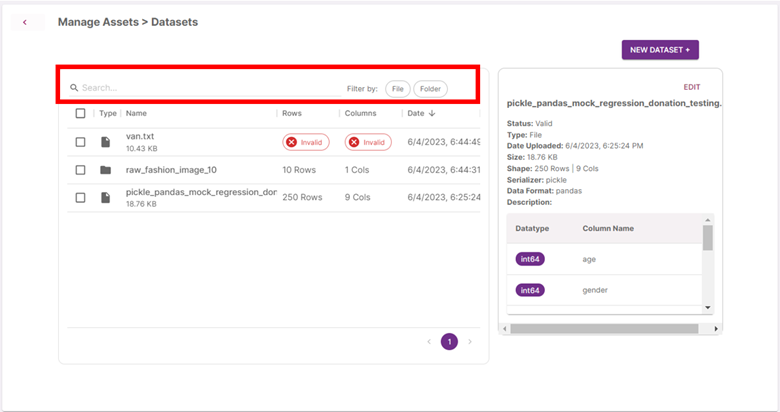 Manage Assets > Datasets
NEW DATASET +
Search...
Filter by: File Folder
Type Name Rows Columns Date
van.txt
10.43 KB
Invalid Invalid 6/4/2023, 6:44:49
raw_fashion_image_10 10 Rows 1 Cols 6/4/2023, 6:44:31
pickle_pandas_mock_regression_don 250 Rows 9 Cols 6/4/2023, 6:25:24
18.76 KB
1
EDIT
pickle_pandas_mock_regression_donation_testing.
Status: Valid
Type: File
Date Uploaded: 6/4/2023, 6:25:24 PM
Size: 18.76 KB
Shape: 250 Rows | 9 Cols
Serializer: pickle
Data Format: pandas
Description:
Datatype Column Name
int64 age
int64 gender